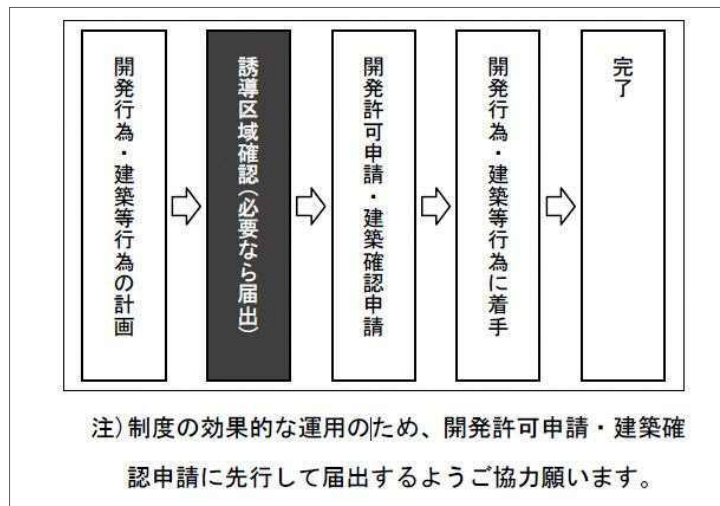 開発行為・建築等行為の計画
誘導区域確認（必要なら届出）
開発許可申請・建築確認申請
開発行為・建築等行為に着手
完了
注）制度の効果的な運用のため、開発許可申請・建築確
認申請に先行して届出するようご協力願います。